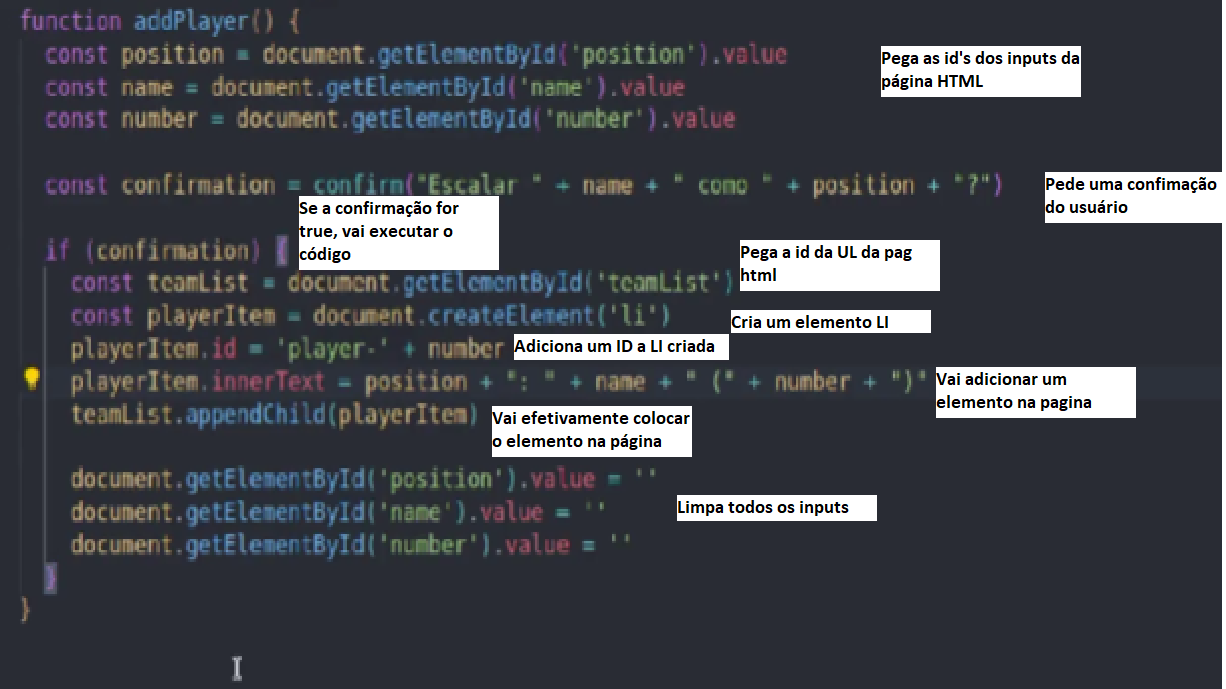 function addPlayer() {
const position = document.getElementById('position').value
Pega as id's dos inputs da
página HTML
const name = document.getElementById('name').value
const number = document.getElementById('number').value
const confirmation = confirm("Escalar " + name + " como " + position + "?")
Pede uma confimação
do usuário
Se a confirmação for
true, vai executar o
código
if (confirmation) {
Pega a id da UL da pag
html
const teamList = document.getElementById('teamList')
const playerItem = document.createElement('li')
Cria um elemento LI
playerItem.id = 'player-' + number
Adiciona um ID a LI criada
playerItem.innerText = position + ": " + name + " (" + number + ")"
Vai adicionar um
elemento na pagina
teamList.appendChild(playerItem)
Vai efetivamente colocar
o elemento na página
document.getElementById('position').value = ''
document.getElementById('name').value = ''
Limpa todos os inputs
document.getElementById('number').value = ''
}
}